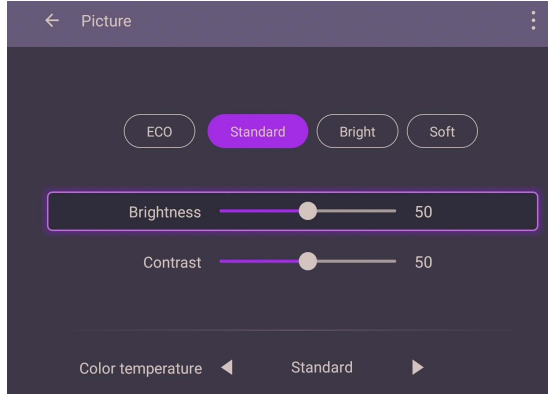 Picture
ECO Standard Bright Soft
Brightness 50
Contrast 50
Color temperature Standard